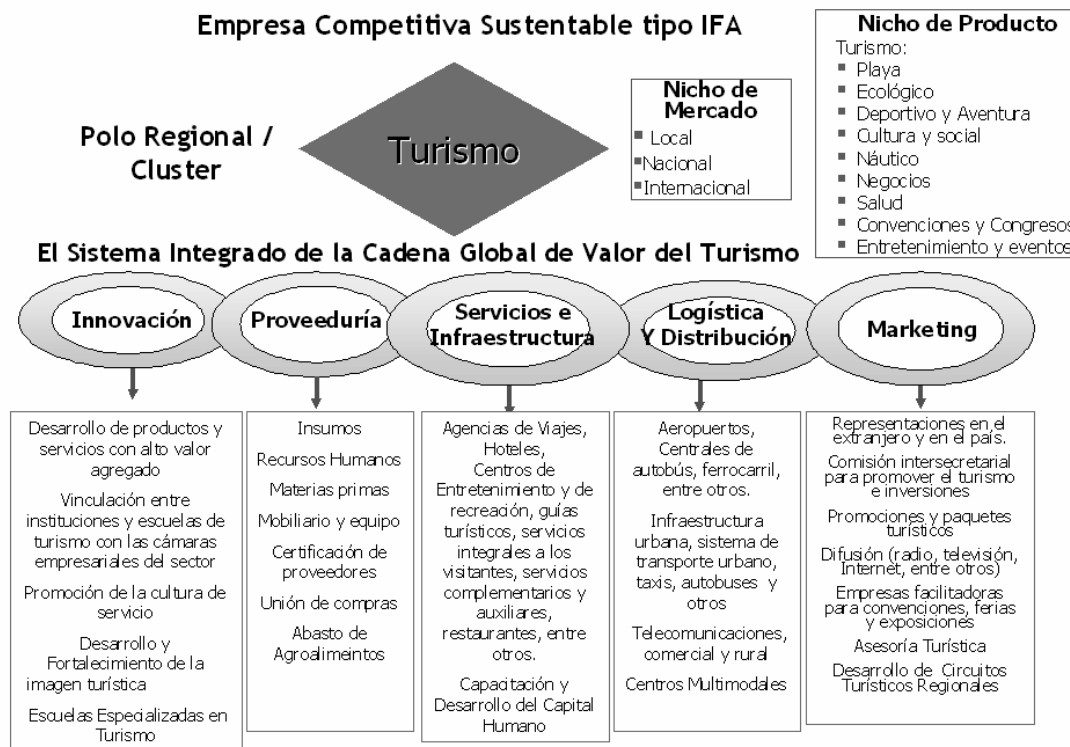 Empresa Competitiva Sustentable tipo IFA
Polo Regional /
Cluster
Turismo
Nicho de
Mercado
▪ Local
▪ Nacional
▪ Internacional
Nicho de Producto
Turismo:
▪ Playa
▪ Ecológico
▪ Deportivo y Aventura
▪ Cultura y social
▪ Náutico
▪ Negocios
▪ Salud
▪ Convenciones y Congresos
▪ Entretenimiento y eventos
El Sistema Integrado de la Cadena Global de Valor del Turismo
Innovación
Desarrollo de productos y
servicios con alto valor
agregado
Vinculación entre
instituciones y escuelas de
turismo con las cámaras
empresariales del sector
Promoción de la cultura de
servicio
Desarrollo y
Fortalecimiento de la
imagen turística
Escuelas Especializadas en
Turismo
Proveeduría
Insumos
Recursos Humanos
Materias primas
Mobiliario y equipo
Certificación de
proveedores
Unión de compras
Abasto de
Agroalimeintos
Servicios e
Infraestructura
Agencias de Viajes,
Hoteles,
Centros de
Entretenimiento y de
recreación, guías
turísticos, servicios
integrales a los
visitantes, servicios
complementarios y
auxiliares,
restaurantes, entre
otros.
Capacitación y
Desarrollo del Capital
Humano
Logística
Y Distribución
Aeropuertos,
Centrales de
autobús, ferrocarril,
entre otros.
Infraestructura
urbana, sistema de
transporte urbano,
taxis, autobuses y
otros
Telecomunicaciones,
comercial y rural
Centros Multimodales
Marketing
Representaciones en el
extranjero y en el país.
Comisión intersecretarial
para promover el turismo
e inversiones
Promociones y paquetes
turísticos
Difusión (radio, televisión,
Internet, entre otros)
Empresas facilitadoras
para convenciones, ferias
y exposiciones
Asesoría Turística
Desarrollo de Circuitos
Turísticos Regionales